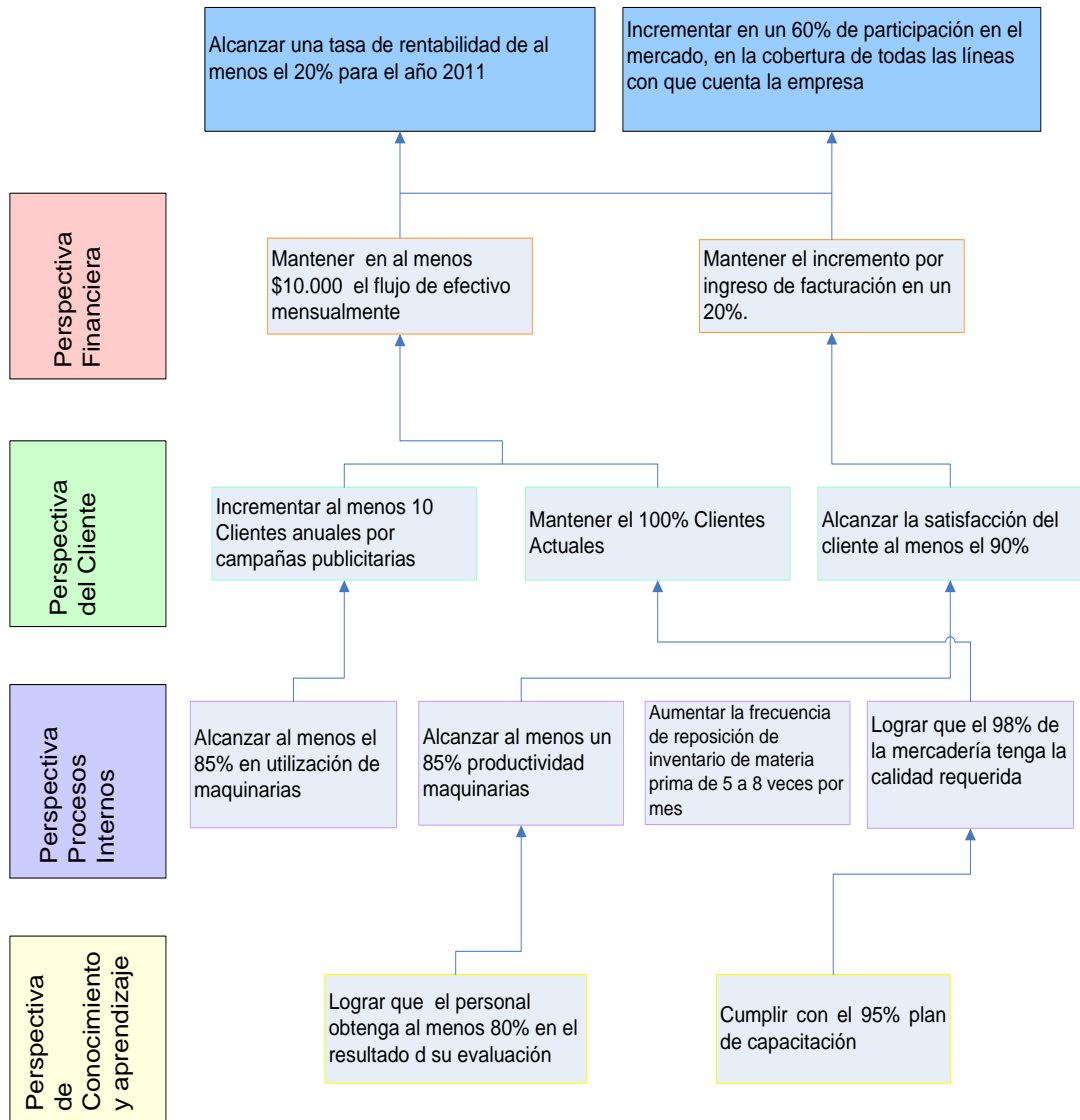 Alcanzar una tasa de rentabilidad de al
menos el 20% para el año 2011
Incrementar en un 60% de participación en el
mercado, en la cobertura de todas las líneas
con que cuenta la empresa
Perspectiva
Financiera
Mantener en al menos
$10.000 el flujo de efectivo
mensualmente
Mantener el incremento por
ingreso de facturación en un
20%.
Perspectiva
del Cliente
Incrementar al menos 10
Clientes anuales por
campañas publicitarias
Mantener el 100% Clientes
Actuales
Alcanzar la satisfacción del
cliente al menos el 90%
Perspectiva
Procesos
Internos
Alcanzar al menos el
85% en utilización de
maquinarias
Alcanzar al menos un
85% productividad
maquinarias
Aumentar la frecuencia
de reposición de
inventario de materia
prima de 5 a 8 veces por
mes
Lograr que el 98% de
la mercadería tenga la
calidad requerida
Perspectiva
de
Conocimiento
y aprendizaje
Lograr que el personal
obtenga al menos 80% en el
resultado d su evaluación
Cumplir con el 95% plan
de capacitación